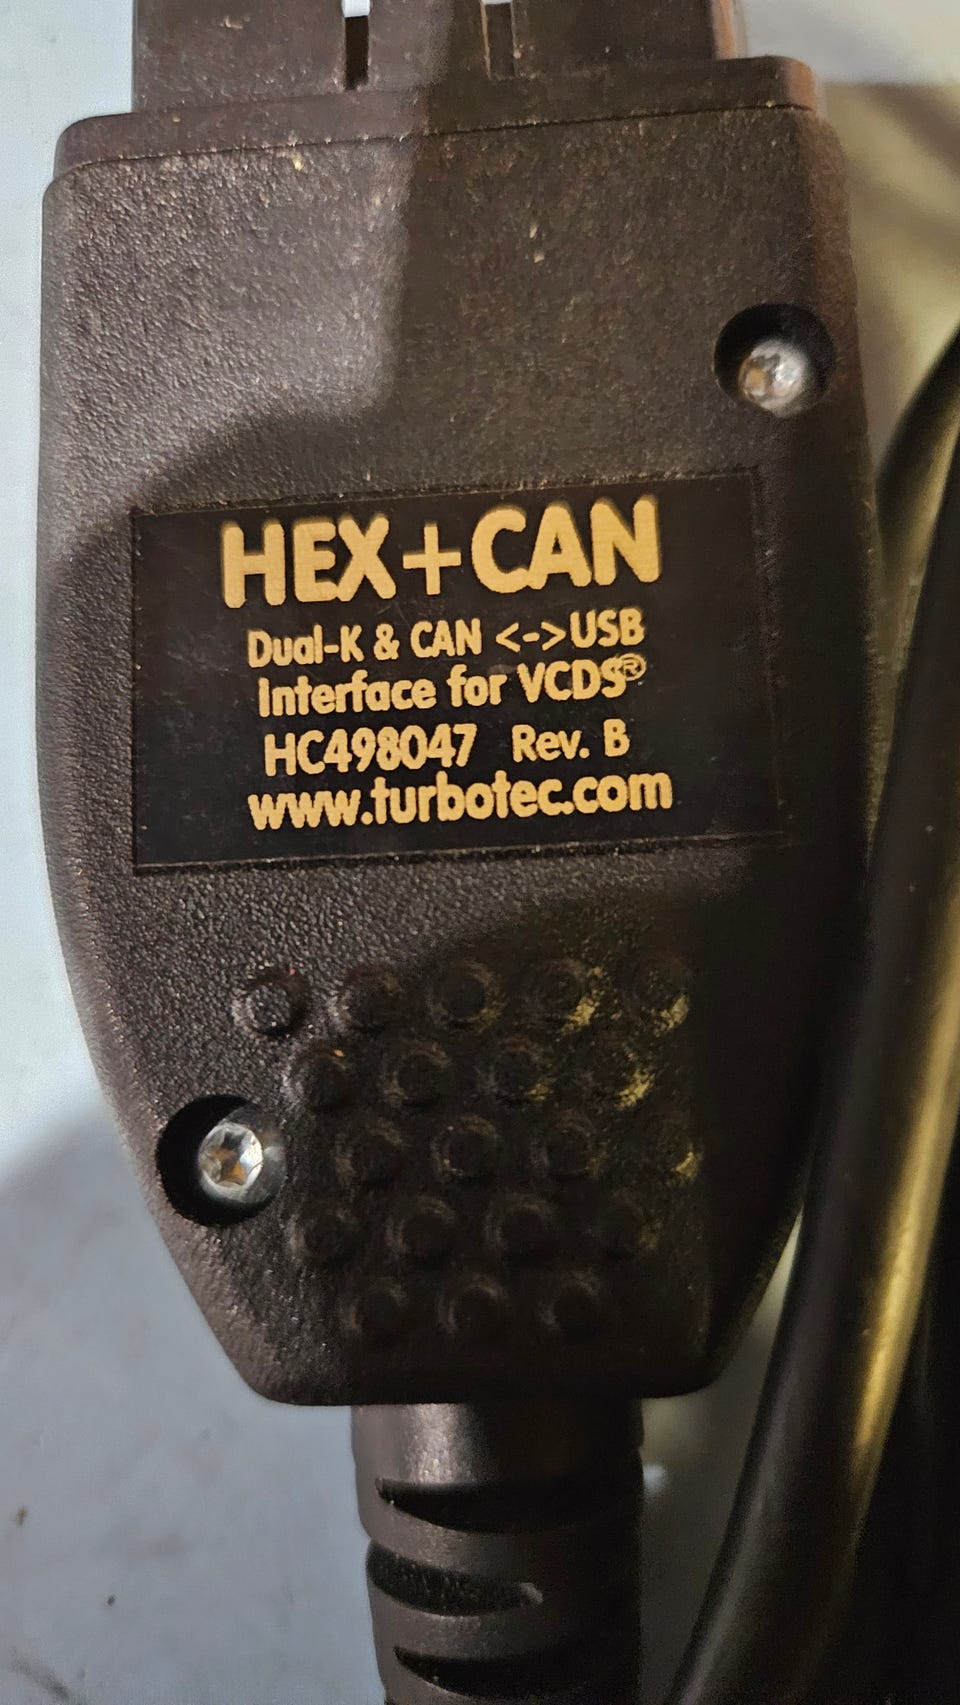 HEX+CAN
Dual-K & CAN <->USB
Interface for VCDS®
HC498047 Rev. B
www.turbotec.com